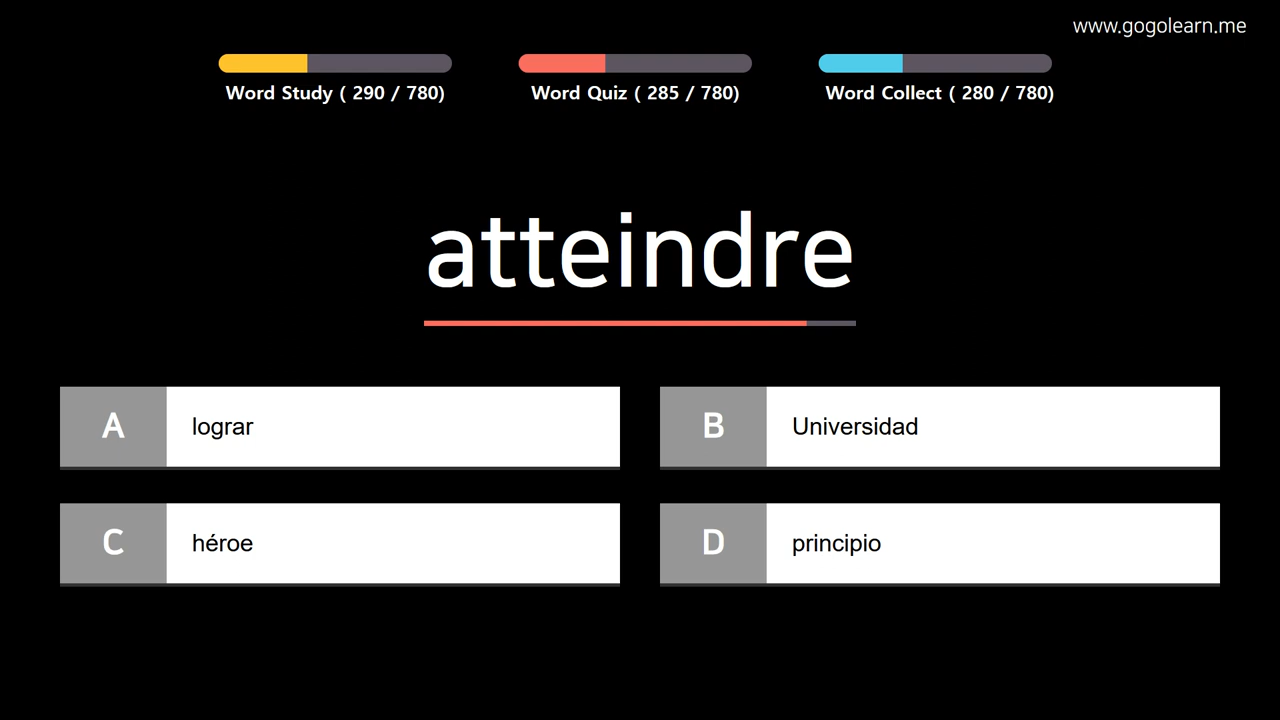 www.gogolearn.me
Word Study ( 290 / 780)
Word Quiz ( 285 / 780)
Word Collect ( 280 / 780)
atteindre
A lograr
B Universidad
C héroe
D principio